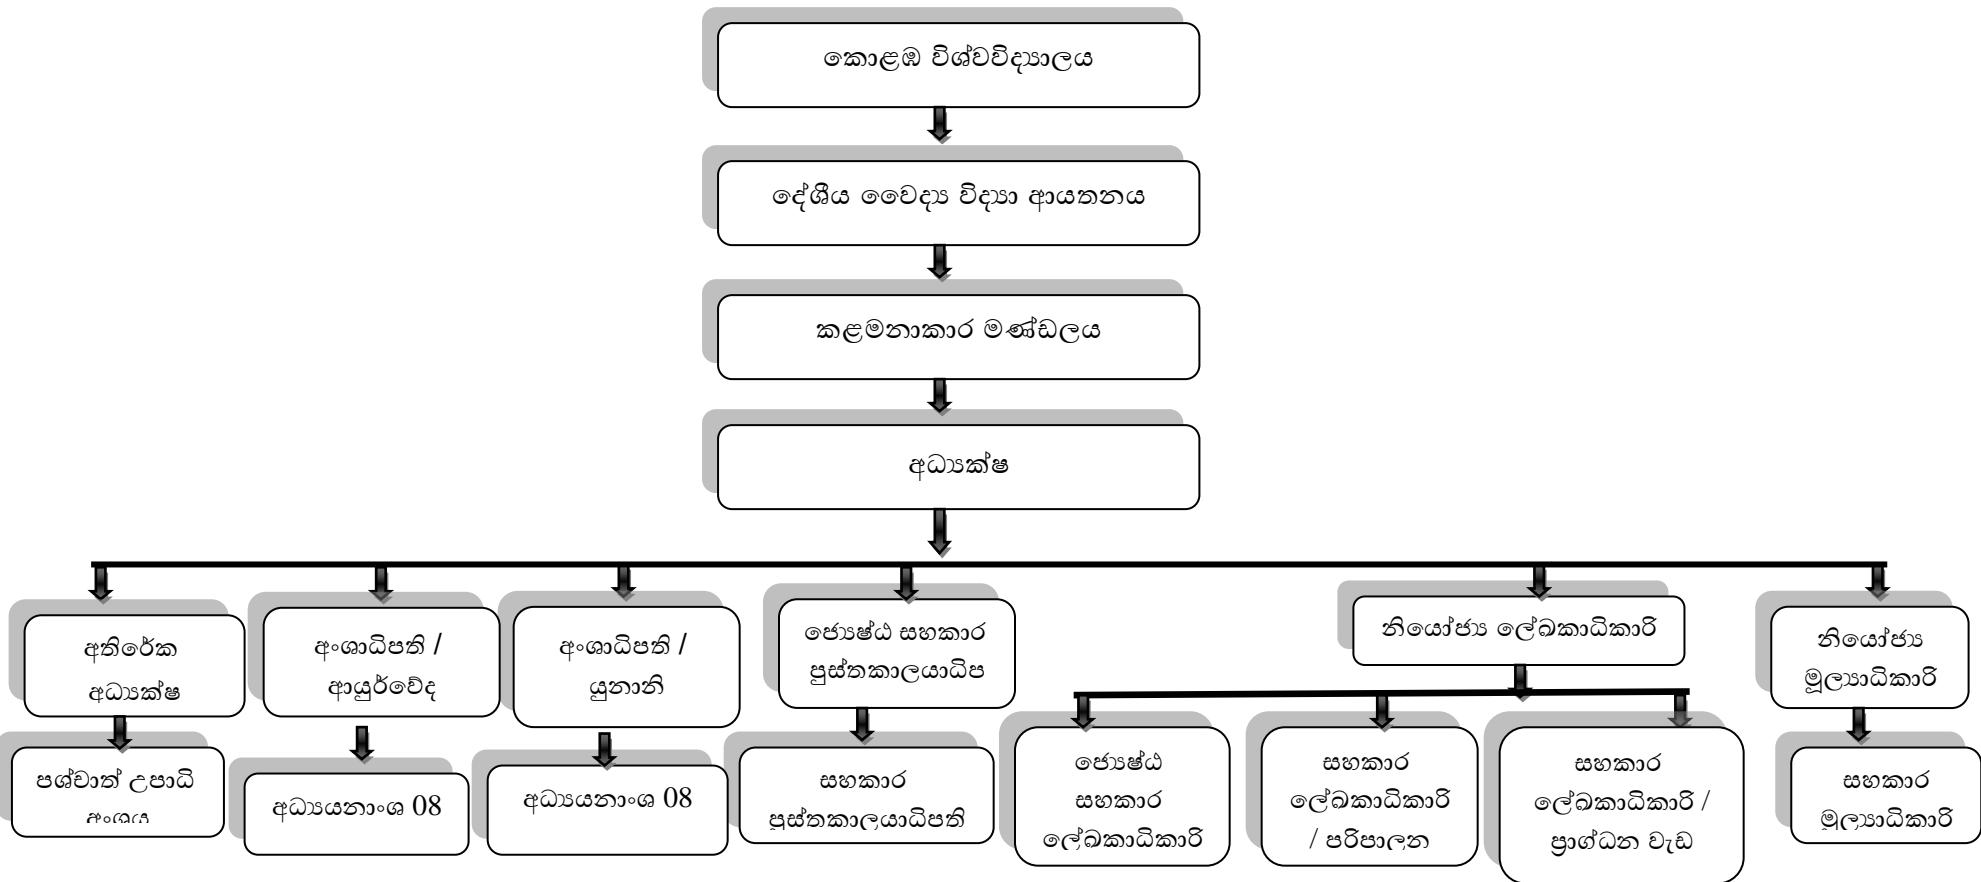 කොළඹ විශ්වවිද්‍යාලය
දේශීය වෛද්‍ය විද්‍යා ආයතනය
කළමනාකාර මණ්ඩලය
අධ්‍යක්ෂ
අතිරේක
අධ්‍යක්ෂ
අංශාධිපති /
ආයුර්වේද
අංශාධිපති /
යුනානි
ජ්‍යෙෂ්ඨ සහකාර
පුස්තකාලයාධිප
නියෝජ්‍ය ලේඛකාධිකාරි
නියෝජ්‍ය
මූල්‍යාධිකාරි
පශ්චාත් උපාධි
අංශය
අධ්‍යයනාංශ 08
අධ්‍යයනාංශ 08
සහකාර
පුස්තකාලයාධිපති
ජ්‍යෙෂ්ඨ
සහකාර
ලේඛකාධිකාරි
සහකාර
ලේඛකාධිකාරි
/ පරිපාලන
සහකාර
ලේඛකාධිකාරි /
ප්‍රාග්ධන වැඩ
සහකාර
මූල්‍යාධිකාරි